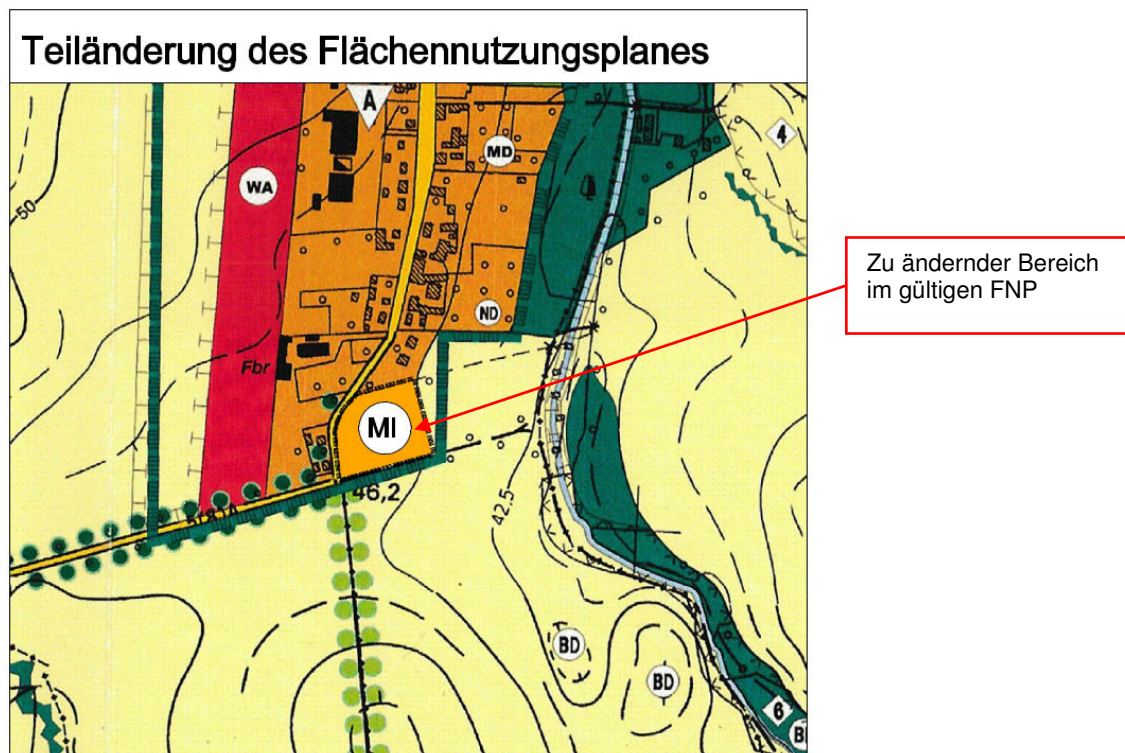 Teiländerung des Flächennutzungsplanes
A
4
MD
WA
50
Zu ändernder Bereich
im gültigen FNP
ND
Fbr
MI
46,2
42,5
BD
BD
6